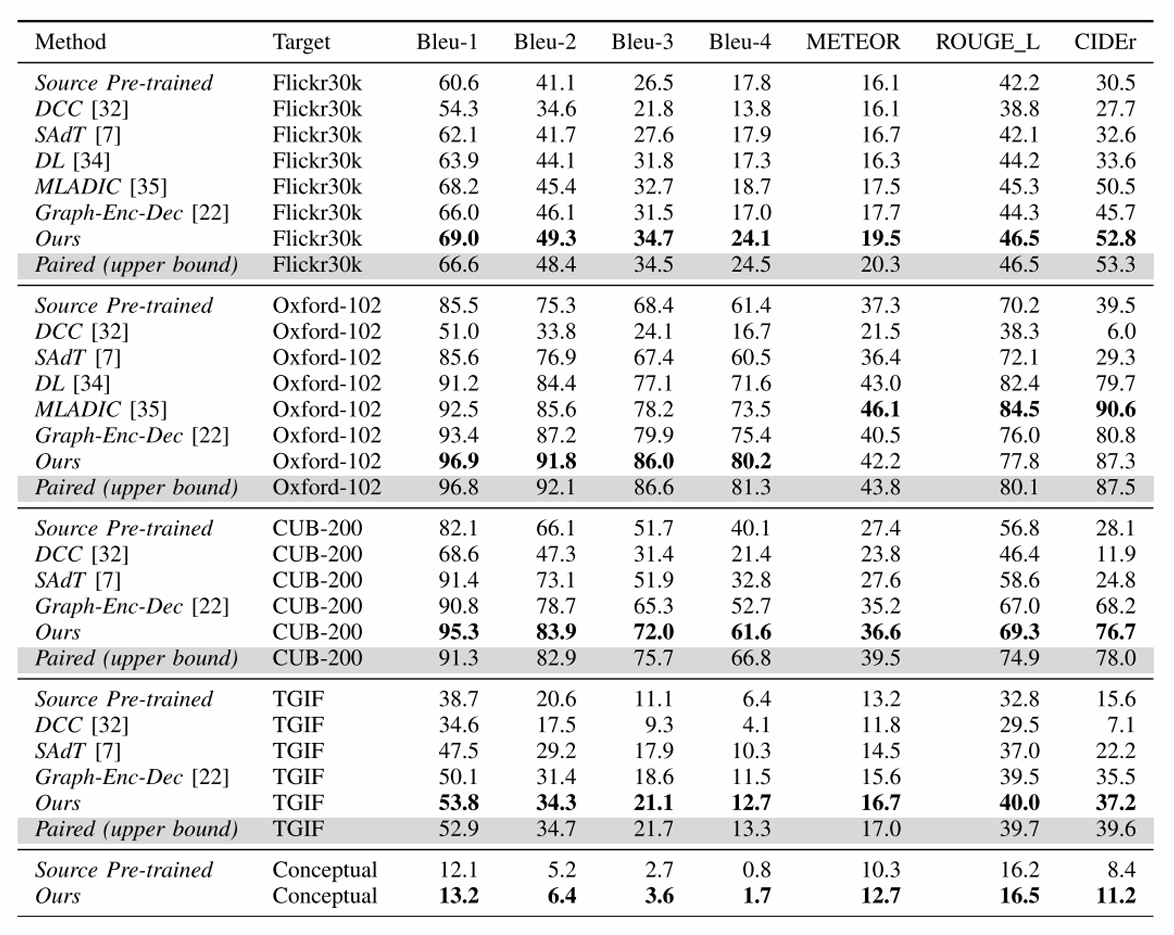 Method Target Bleu-1 Bleu-2 Bleu-3 Bleu-4 METEOR ROUGE_L CIDEr
Source Pre-trained Flickr30k 60.6 41.1 26.5 17.8 16.1 42.2 30.5
DCC [32] Flickr30k 54.3 34.6 21.8 13.8 16.1 38.8 27.7
SAdT [7] Flickr30k 62.1 41.7 27.6 17.9 16.7 42.1 32.6
DL [34] Flickr30k 63.9 44.1 31.8 17.3 16.3 44.2 33.6
MLADIC [35] Flickr30k 68.2 45.4 32.7 18.7 17.5 45.3 50.5
Graph-Enc-Dec [22] Flickr30k 66.0 46.1 31.5 17.0 17.7 44.3 45.7
Ours Flickr30k 69.0 49.3 34.7 24.1 19.5 46.5 52.8
Paired (upper bound) Flickr30k 66.6 48.4 34.5 24.5 20.3 46.5 53.3
Source Pre-trained Oxford-102 85.5 75.3 68.4 61.4 37.3 70.2 39.5
DCC [32] Oxford-102 51.0 33.8 24.1 16.7 21.5 38.3 6.0
SAdT [7] Oxford-102 85.6 76.9 67.4 60.5 36.4 72.1 29.3
DL [34] Oxford-102 91.2 84.4 77.1 71.6 43.0 82.4 79.7
MLADIC [35] Oxford-102 92.5 85.6 78.2 73.5 46.1 84.5 90.6
Graph-Enc-Dec [22] Oxford-102 93.4 87.2 79.9 75.4 40.5 76.0 80.8
Ours Oxford-102 96.9 91.8 86.0 80.2 42.2 77.8 87.3
Paired (upper bound) Oxford-102 96.8 92.1 86.6 81.3 43.8 80.1 87.5
Source Pre-trained CUB-200 82.1 66.1 51.7 40.1 27.4 56.8 28.1
DCC [32] CUB-200 68.6 47.3 31.4 21.4 23.8 46.4 11.9
SAdT [7] CUB-200 91.4 73.1 51.9 32.8 27.6 58.6 24.8
Graph-Enc-Dec [22] CUB-200 90.8 78.7 65.3 52.7 35.2 67.0 68.2
Ours CUB-200 95.3 83.9 72.0 61.6 36.6 69.3 76.7
Paired (upper bound) CUB-200 91.3 82.9 75.7 66.8 39.5 74.9 78.0
Source Pre-trained TGIF 38.7 20.6 11.1 6.4 13.2 32.8 15.6
DCC [32] TGIF 34.6 17.5 9.3 4.1 11.8 29.5 7.1
SAdT [7] TGIF 47.5 29.2 17.9 10.3 14.5 37.0 22.2
Graph-Enc-Dec [22] TGIF 50.1 31.4 18.6 11.5 15.6 39.5 35.5
Ours TGIF 53.8 34.3 21.1 12.7 16.7 40.0 37.2
Paired (upper bound) TGIF 52.9 34.7 21.7 13.3 17.0 39.7 39.6
Source Pre-trained Conceptual 12.1 5.2 2.7 0.8 10.3 16.2 8.4
Ours Conceptual 13.2 6.4 3.6 1.7 12.7 16.5 11.2